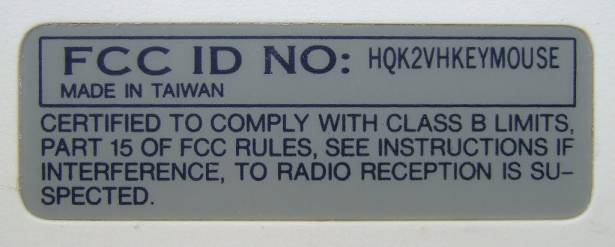 FCC ID NO: HQK2VHKEYMOUSE
MADE IN TAIWAN
CERTIFIED TO COMPLY WITH CLASS B LIMITS,
PART 15 OF FCC RULES, SEE INSTRUCTIONS IF
INTERFERENCE, TO RADIO RECEPTION IS SU-
SPECTED.